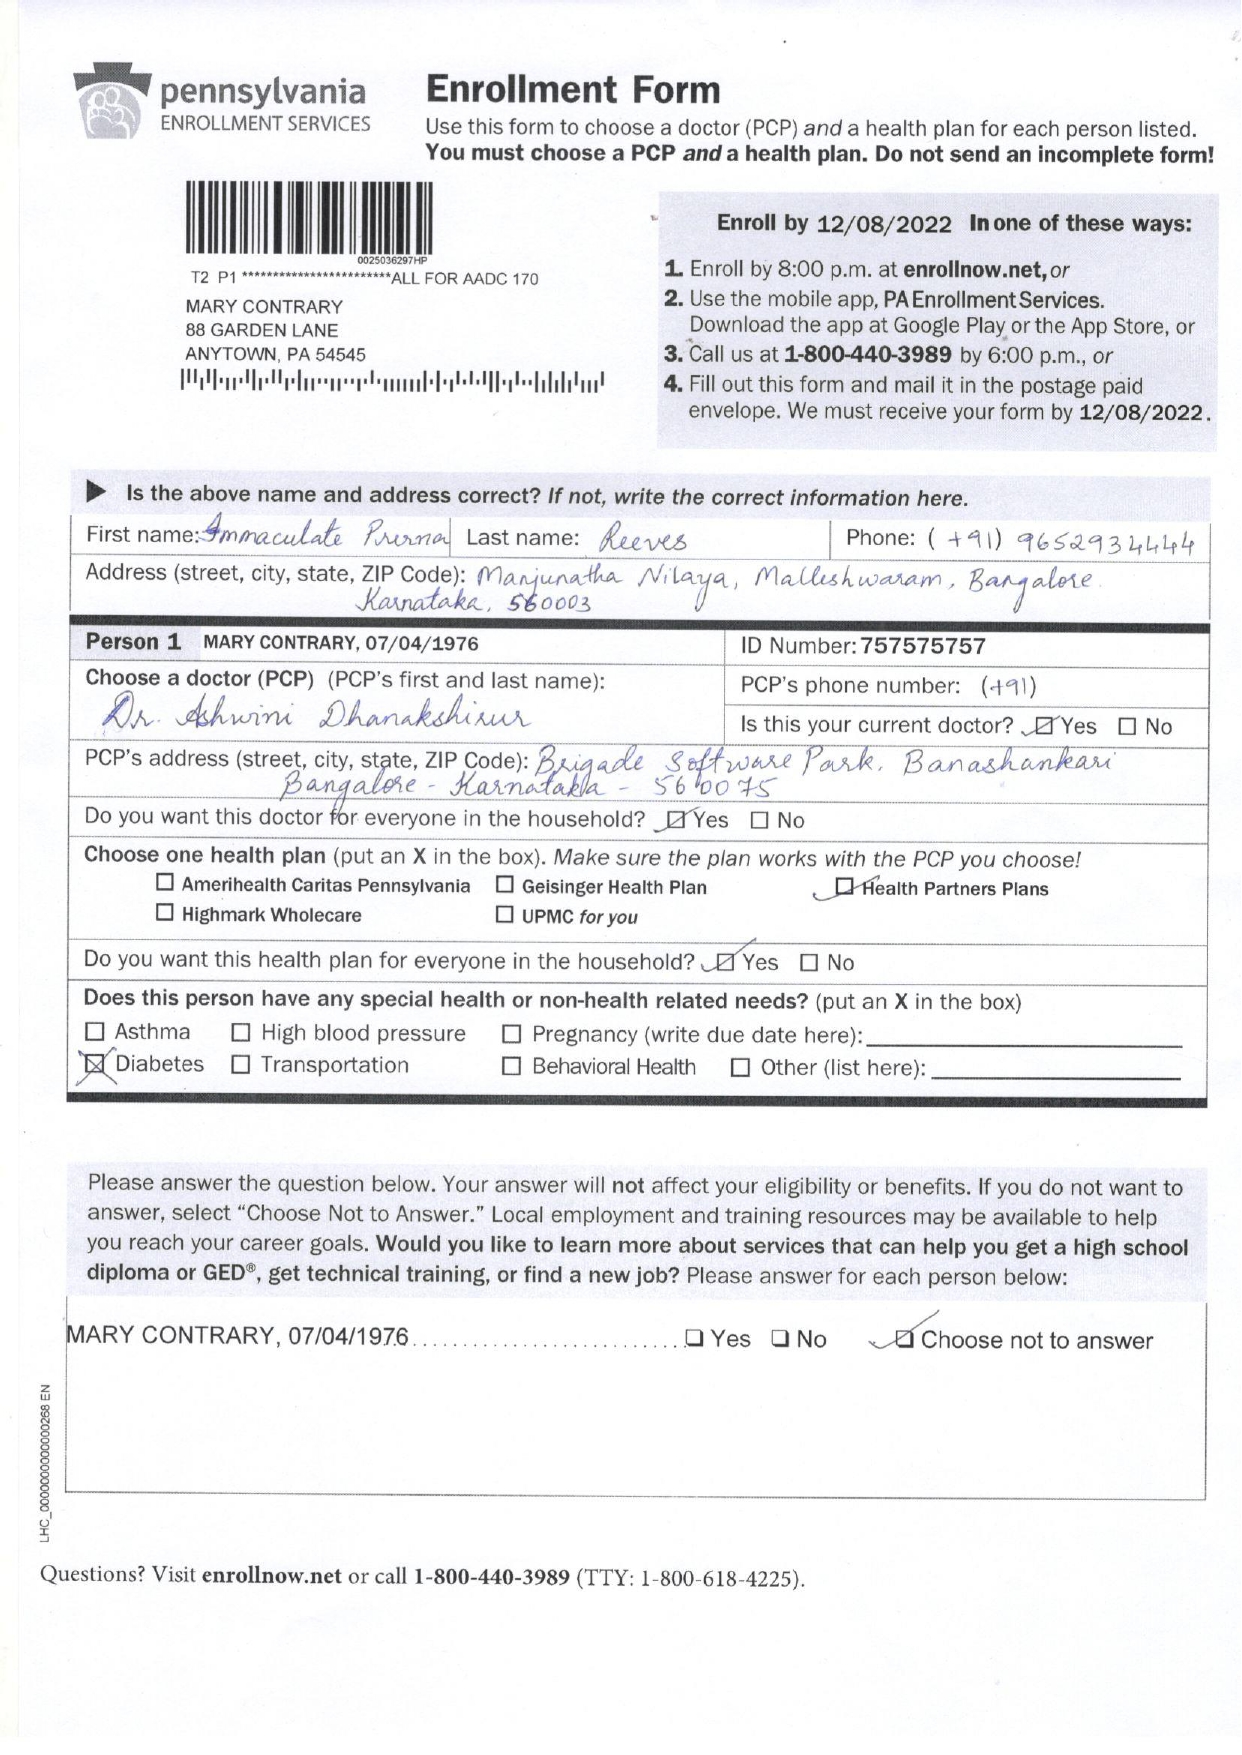 pennsylvania
ENROLLMENT SERVICES
Enrollment Form
Use this form to choose a doctor (PCP) and a health plan for each person listed.
You must choose a PCP and a health plan. Do not send an incomplete form!
0025036297HP
T2 P1 ************************ALL FOR AADC 170
MARY CONTRARY
88 GARDEN LANE
ANYTOWN, PA 54545
Enroll by 12/08/2022 In one of these ways:
1. Enroll by 8:00 p.m. at enrollnow.net, or
2. Use the mobile app, PA Enrollment Services.
Download the app at Google Play or the App Store, or
3. Call us at 1-800-440-3989 by 6:00 p.m., or
4. Fill out this form and mail it in the postage paid
envelope. We must receive your form by 12/08/2022.
Is the above name and address correct? If not, write the correct information here.
First name: Immaculate Purna Last name: Reeves Phone: (+91) 9652934444
Address (street, city, state, ZIP Code): Manjunatha Nilaya, Malleshwaram, Bangalore.
Karnataka, 560003
Person 1 MARY CONTRARY, 07/04/1976 ID Number: 757575757
Choose a doctor (PCP) (PCP's first and last name): PCP's phone number: (+91)
Dr. Ashwini Dhanakshirur
Is this your current doctor? ☑ Yes ☐ No
PCP's address (street, city, state, ZIP Code): Brigade Software Park, Banashankari
Bangalore - Karnataka - 560075
Do you want this doctor for everyone in the household? ☑ Yes ☐ No
Choose one health plan (put an X in the box). Make sure the plan works with the PCP you choose!
☐ Amerihealth Caritas Pennsylvania ☐ Geisinger Health Plan ☑ Health Partners Plans
☐ Highmark Wholecare ☐ UPMC for you
Do you want this health plan for everyone in the household? ☑ Yes ☐ No
Does this person have any special health or non-health related needs? (put an X in the box)
☐ Asthma ☐ High blood pressure ☐ Pregnancy (write due date here):
☒ Diabetes ☐ Transportation ☐ Behavioral Health ☐ Other (list here):
Please answer the question below. Your answer will not affect your eligibility or benefits. If you do not want to
answer, select “Choose Not to Answer.” Local employment and training resources may be available to help
you reach your career goals. Would you like to learn more about services that can help you get a high school
diploma or GED®, get technical training, or find a new job? Please answer for each person below:
MARY CONTRARY, 07/04/1976 ☐ Yes ☐ No ☑ Choose not to answer
LHC_0000000000000268 EN
Questions? Visit enrollnow.net or call 1-800-440-3989 (TTY: 1-800-618-4225).